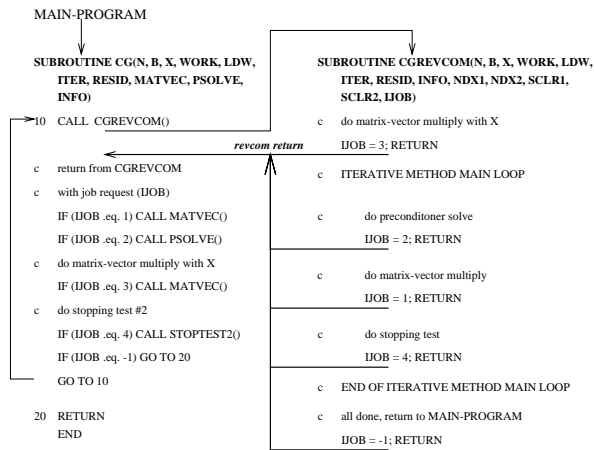 MAIN-PROGRAM
SUBROUTINE CG(N, B, X, WORK, LDW,
ITER, RESID, MATVEC, PSOLVE,
INFO)
10 CALL CGREVCOM()
c return from CGREVCOM
c with job request (IJOB)
IF (IJOB .eq. 1) CALL MATVEC()
IF (IJOB .eq. 2) CALL PSOLVE()
c do matrix-vector multiply with X
IF (IJOB .eq. 3) CALL MATVEC()
c do stopping test #2
IF (IJOB .eq. 4) CALL STOPTEST2()
IF (IJOB .eq. -1) GO TO 20
GO TO 10
20 RETURN
END
revcom return
SUBROUTINE CGREVCOM(N, B, X, WORK, LDW,
ITER, RESID, INFO, NDX1, NDX2, SCLR1,
SCLR2, IJOB)
c do matrix-vector multiply with X
IJOB = 3; RETURN
c ITERATIVE METHOD MAIN LOOP
c do preconditoner solve
IJOB = 2; RETURN
c do matrix-vector multiply
IJOB = 1; RETURN
c do stopping test
IJOB = 4; RETURN
c END OF ITERATIVE METHOD MAIN LOOP
c all done, return to MAIN-PROGRAM
IJOB = -1; RETURN